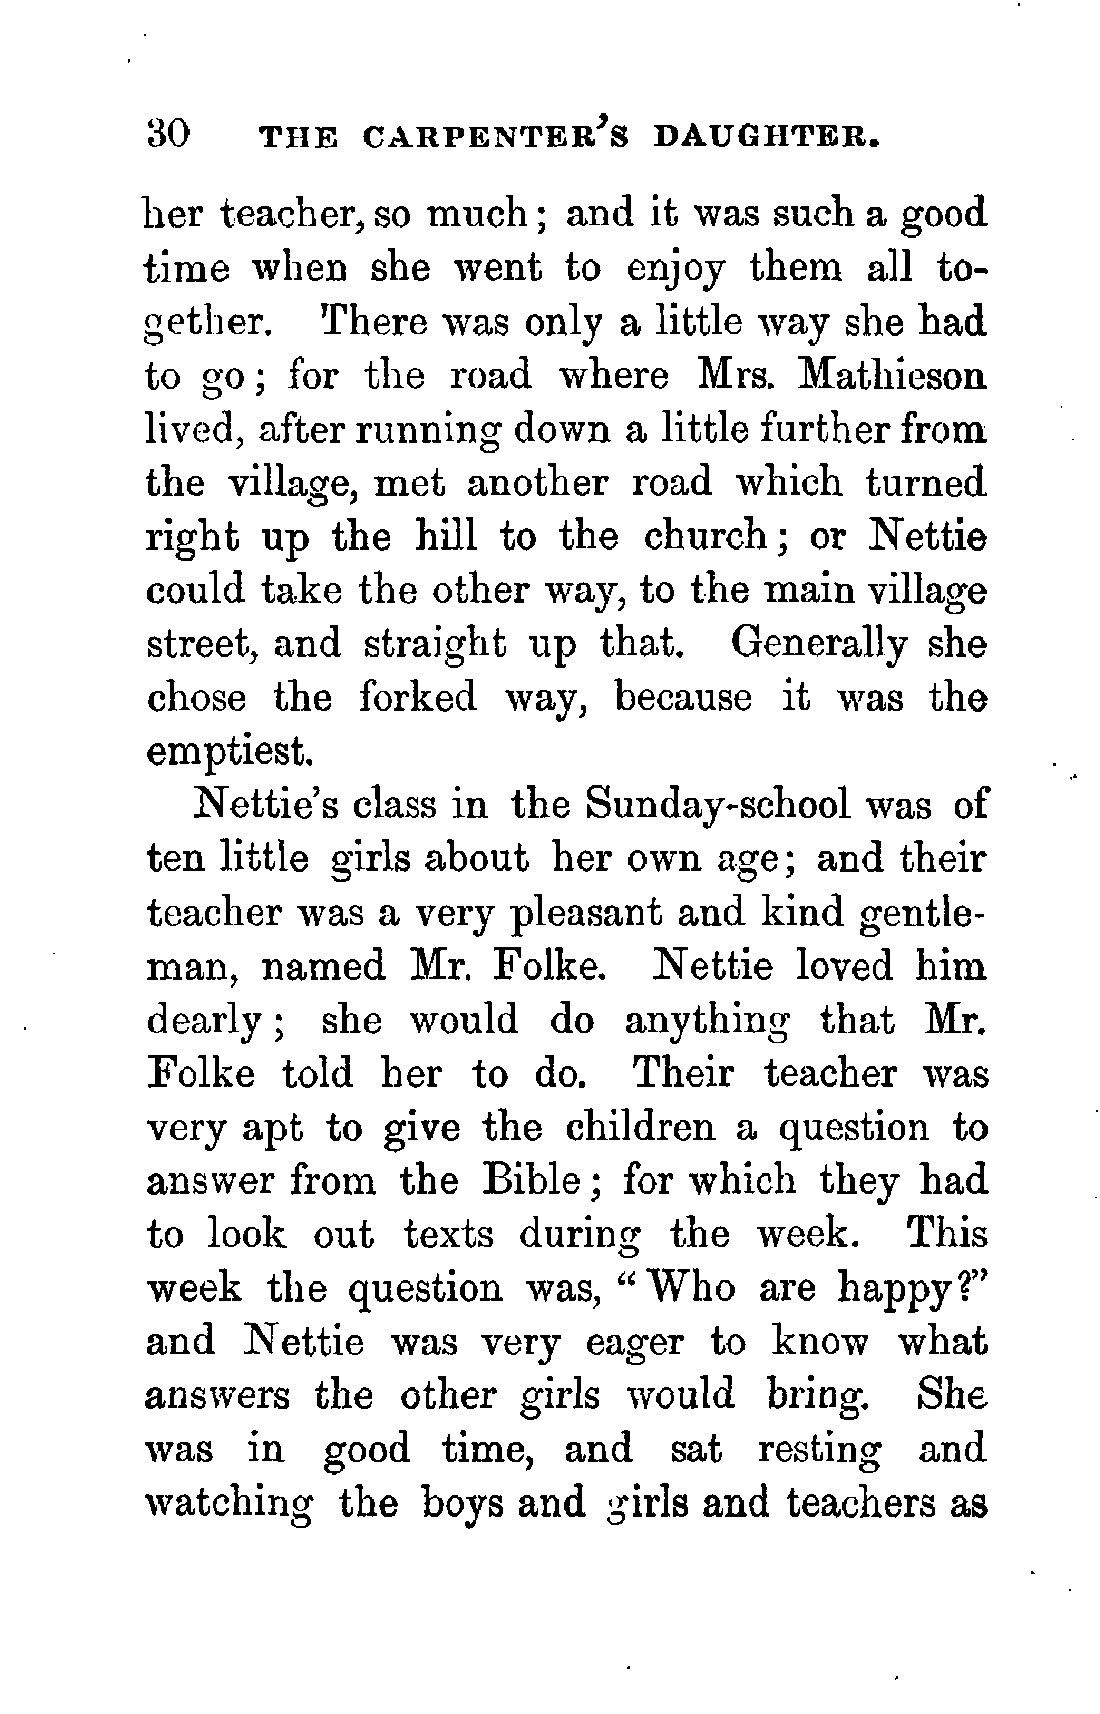 30 THE CARPENTER'S DAUGHTER.
her teacher, so much; and it was such a good
time when she went to enjoy them all to-
gether. There was only a little way she had
to go; for the road where Mrs. Mathieson
lived, after running down a little further from
the village, met another road which turned
right up the hill to the church; or Nettie
could take the other way, to the main village
street, and straight up that. Generally she
chose the forked way, because it was the
emptiest.
Nettie's class in the Sunday-school was of
ten little girls about her own age; and their
teacher was a very pleasant and kind gentle-
man, named Mr. Folke. Nettie loved him
dearly; she would do anything that Mr.
Folke told her to do. Their teacher was
very apt to give the children a question to
answer from the Bible; for which they had
to look out texts during the week. This
week the question was, "Who are happy?"
and Nettie was very eager to know what
answers the other girls would bring. She
was in good time, and sat resting and
watching the boys and girls and teachers as